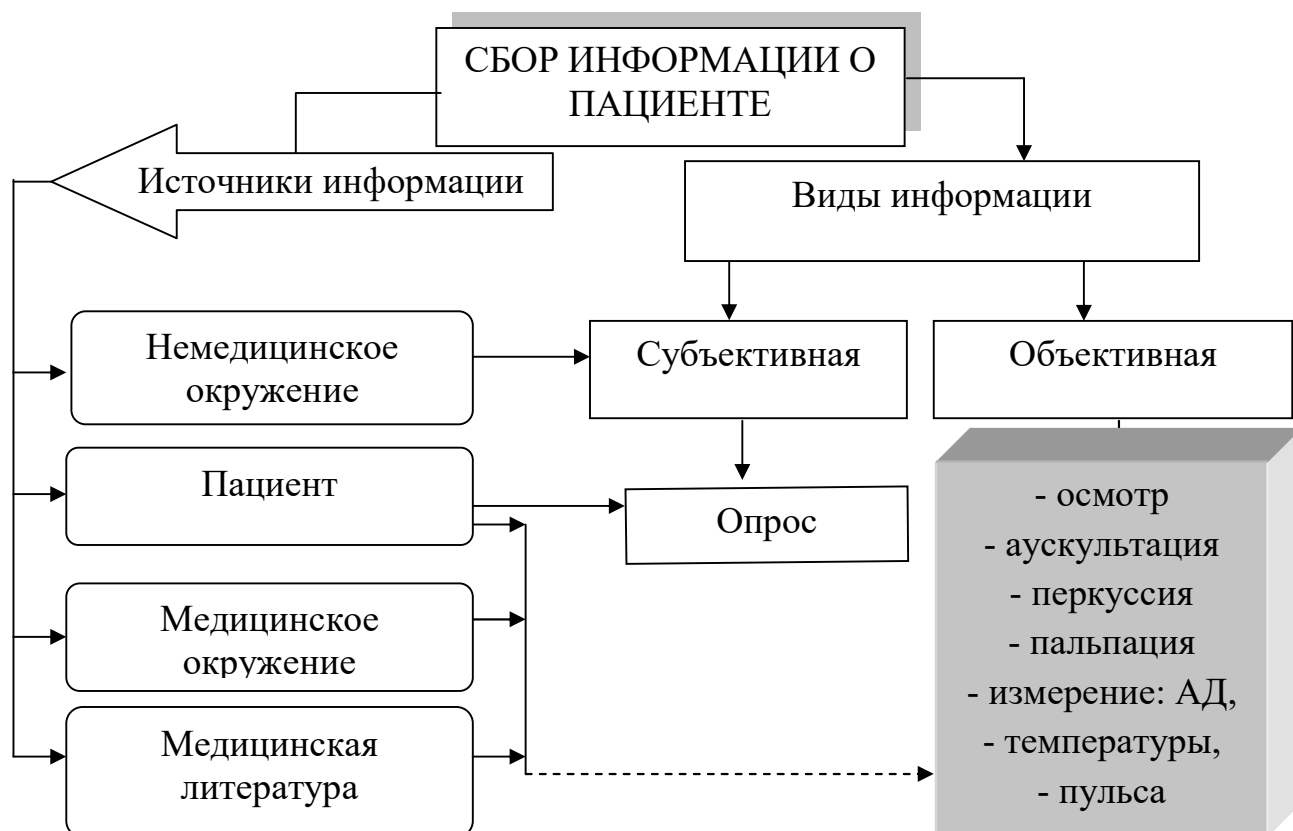 СБОР ИНФОРМАЦИИ О
ПАЦИЕНТЕ
Источники информации
Виды информации
Немедицинское
окружение
Субъективная
Объективная
Пациент
Опрос
Медицинское
окружение
Медицинская
литература
- осмотр
- аускультация
- перкуссия
- пальпация
- измерение: АД,
- температуры,
- пульса